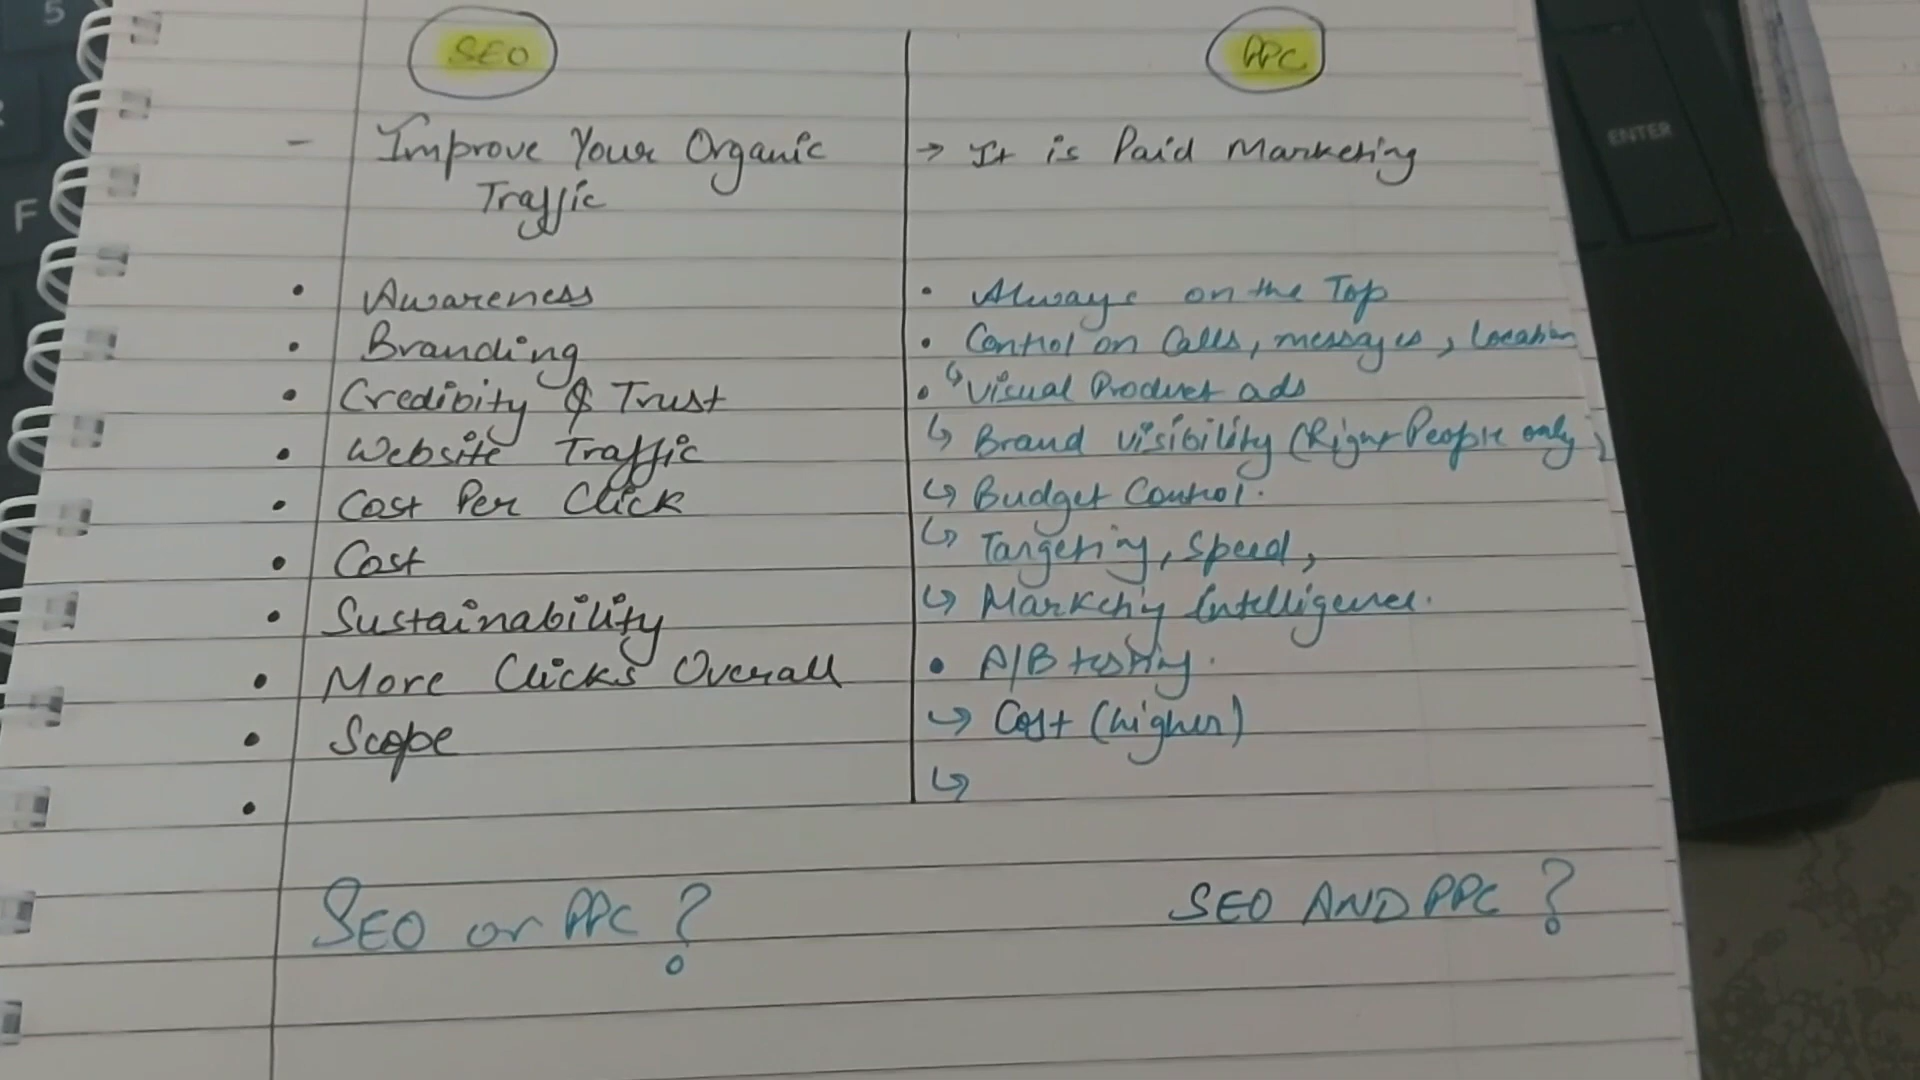 5
SEO
PPC
ENTER
F
- Improve Your Organic
Traffic
→ It is Paid Marketing
• Awareness
• Branding
• Credibity & Trust
• Website Traffic
• Cost Per Click
• Cost
• Sustainability
• More Clicks Overall
• Scope
•
• Always on the Top
• Control on Calls, messages, Location
• ↳ Visual Product ads
↳ Brand visibility (Right People only)
↳ Budget Control.
↳ Targeting, Speed,
↳ Marketing Intelligence.
• A/B testing.
↳ Cost (higher)
↳
SEO or PPC ?
SEO AND PPC ?